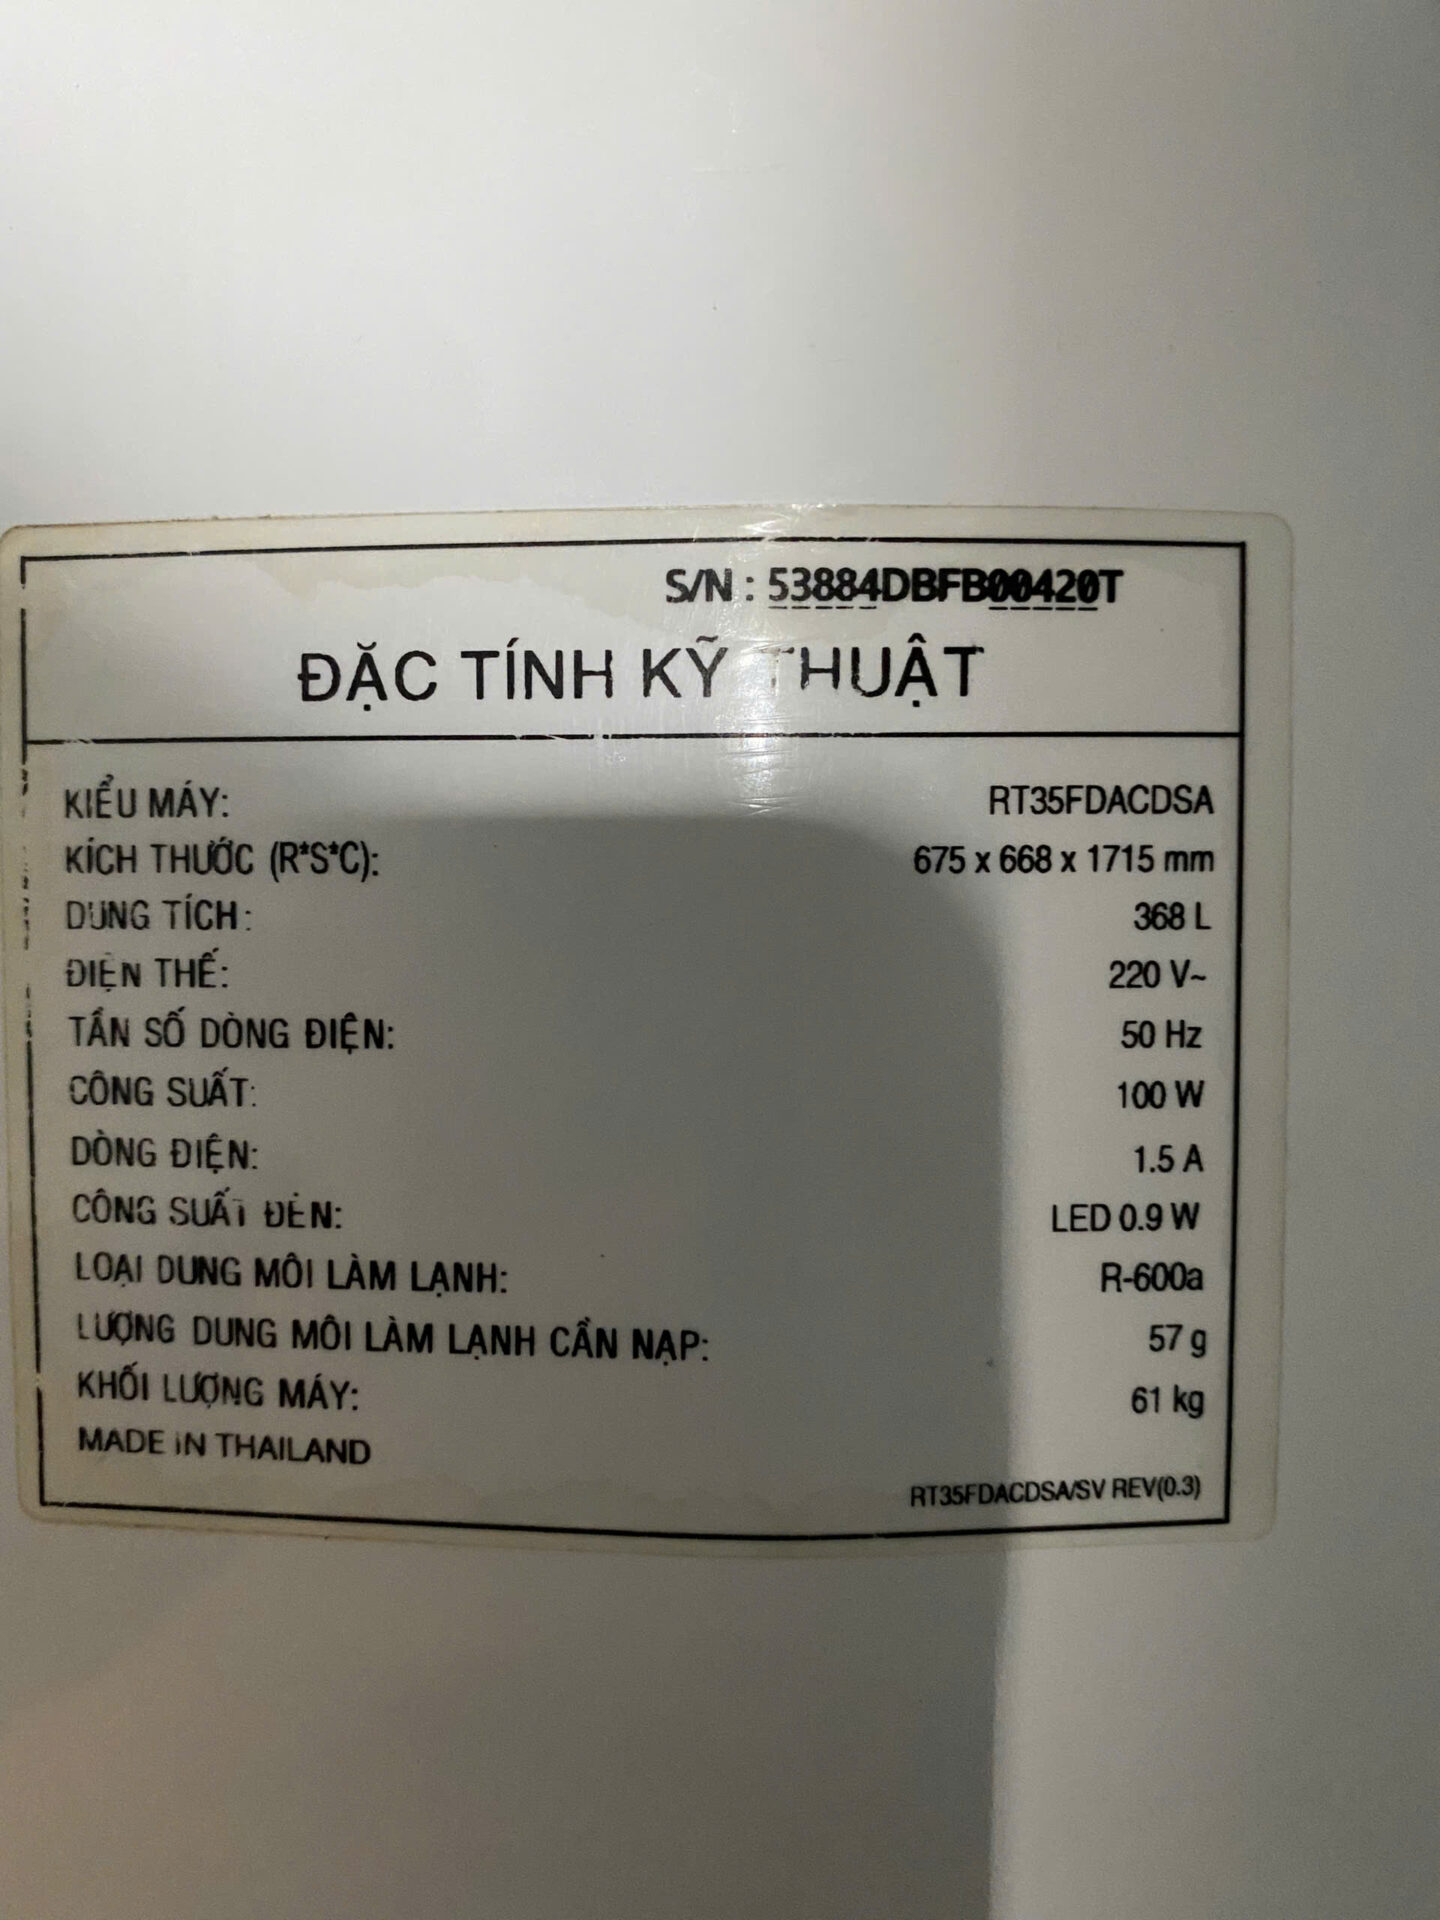 S/N : 53884DBFB00420T
ĐẶC TÍNH KỸ THUẬT
KIỂU MÁY: RT35FDACDSA
KÍCH THƯỚC (R*S*C): 675 x 668 x 1715 mm
DUNG TÍCH: 368 L
ĐIỆN THẾ: 220 V~
TẦN SỐ DÒNG ĐIỆN: 50 Hz
CÔNG SUẤT: 100 W
DÒNG ĐIỆN: 1.5 A
CÔNG SUẤT ĐÈN: LED 0.9 W
LOẠI DUNG MÔI LÀM LẠNH: R-600a
LƯỢNG DUNG MÔI LÀM LẠNH CẦN NẠP: 57 g
KHỐI LƯỢNG MÁY: 61 kg
MADE IN THAILAND
RT35FDACDSA/SV REV(0.3)